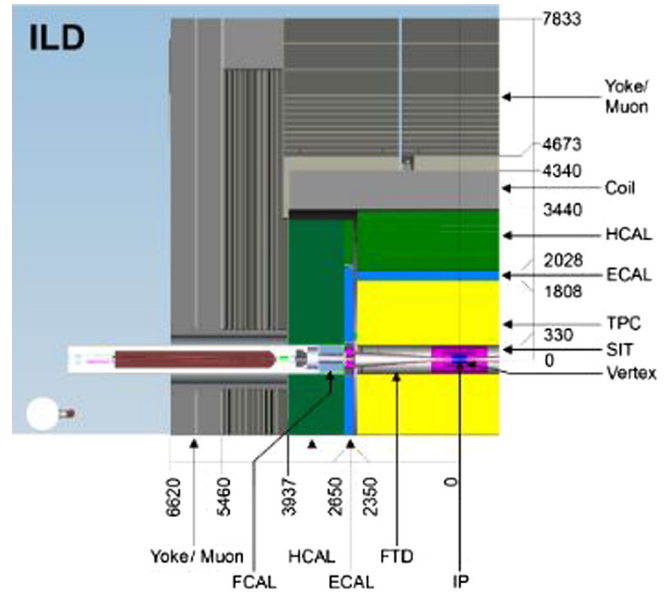 ILD
7833
Yoke/
Muon
4673
4340
Coil
3440
HCAL
2028
ECAL
1808
TPC
330
SIT
0
Vertex
6620
5460
3937
2650
2350
0
Yoke/ Muon
HCAL
FTD
FCAL
ECAL
IP